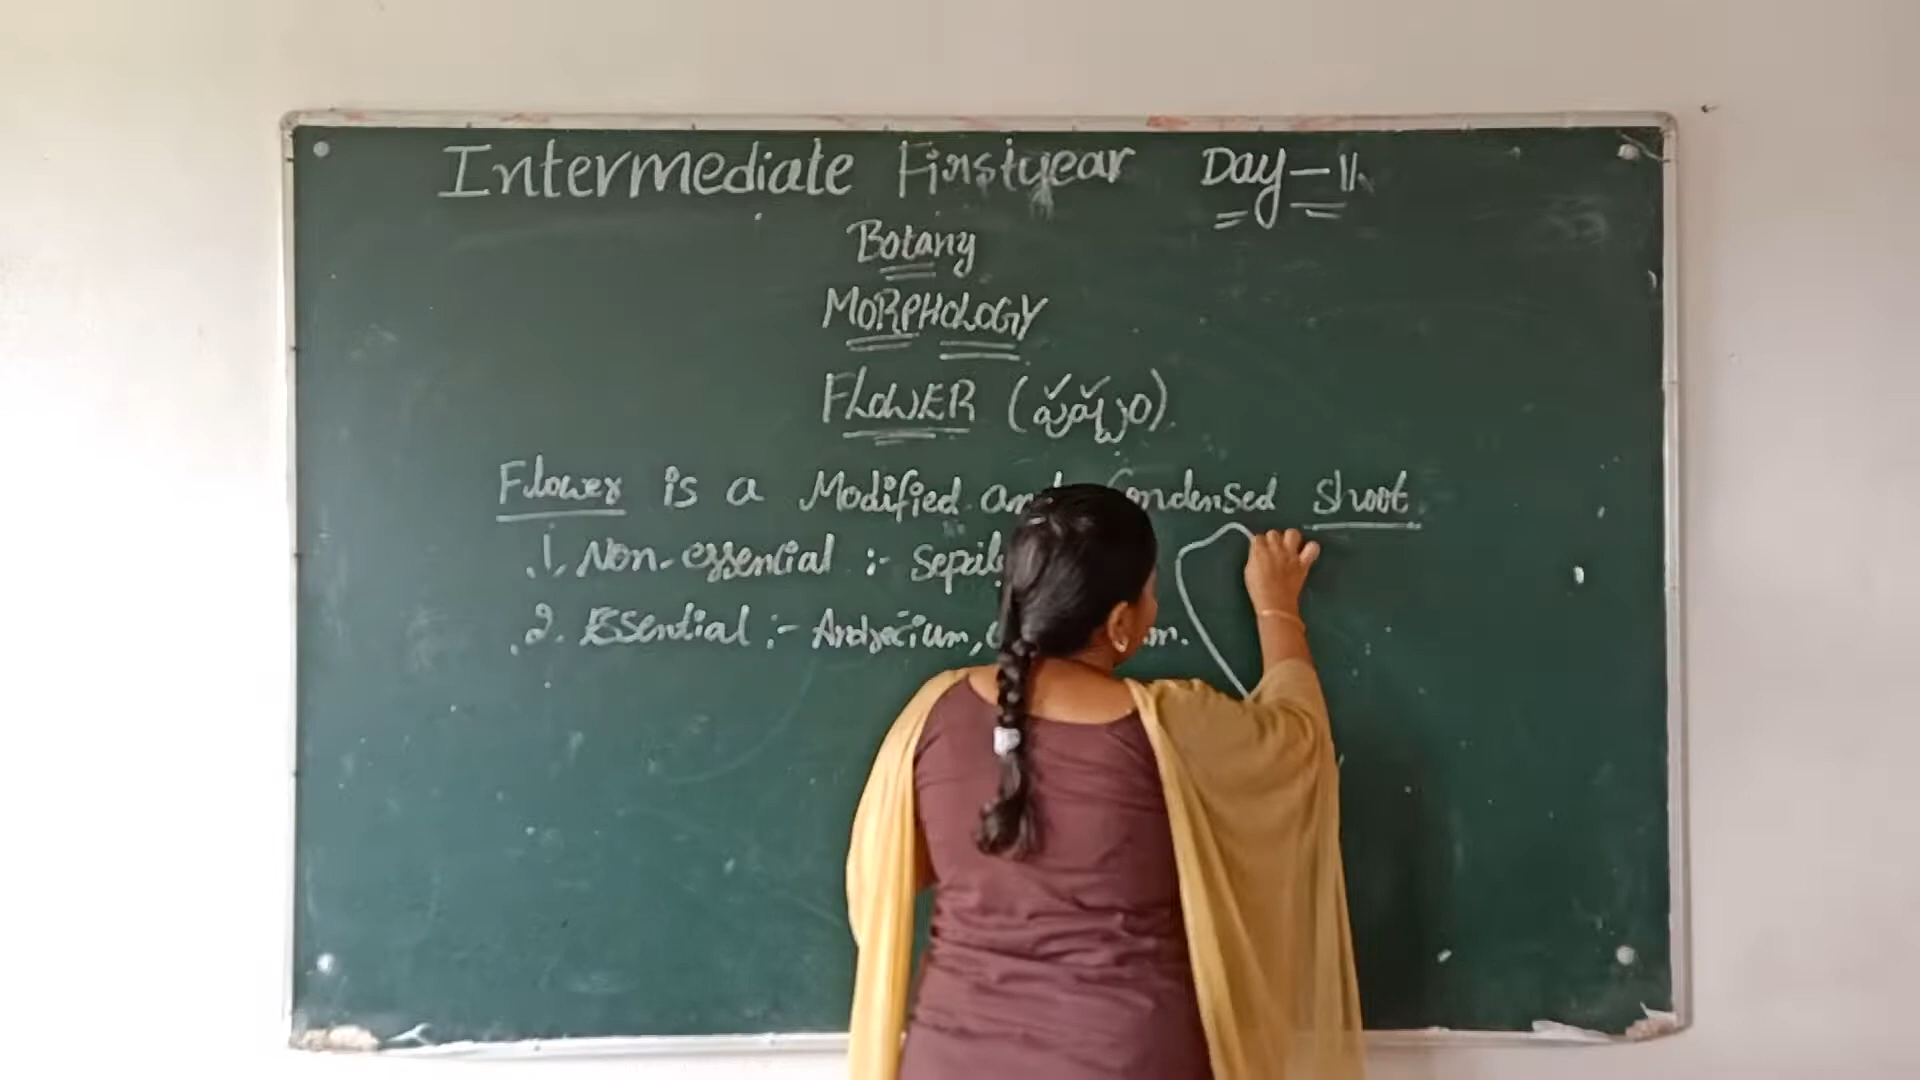 Intermediate Firstyear Day-11
Botany
MORPHOLOGY
FLOWER (పుష్పం)
Flower is a Modified and Condensed shoot
1. Non-essential :- Sepals
2. Essential :- Androecium,